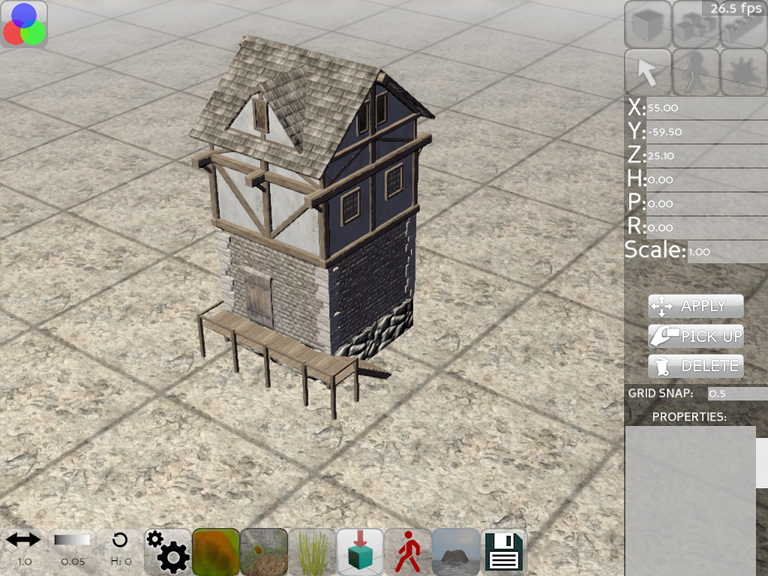 26.5 fps
X: 55.00
Y: -59.50
Z: 25.10
H: 0.00
P: 0.00
R: 0.00
Scale: 1.00
APPLY
PICK UP
DELETE
GRID SNAP: 0.5
PROPERTIES:
1.0 0.05 H: 0